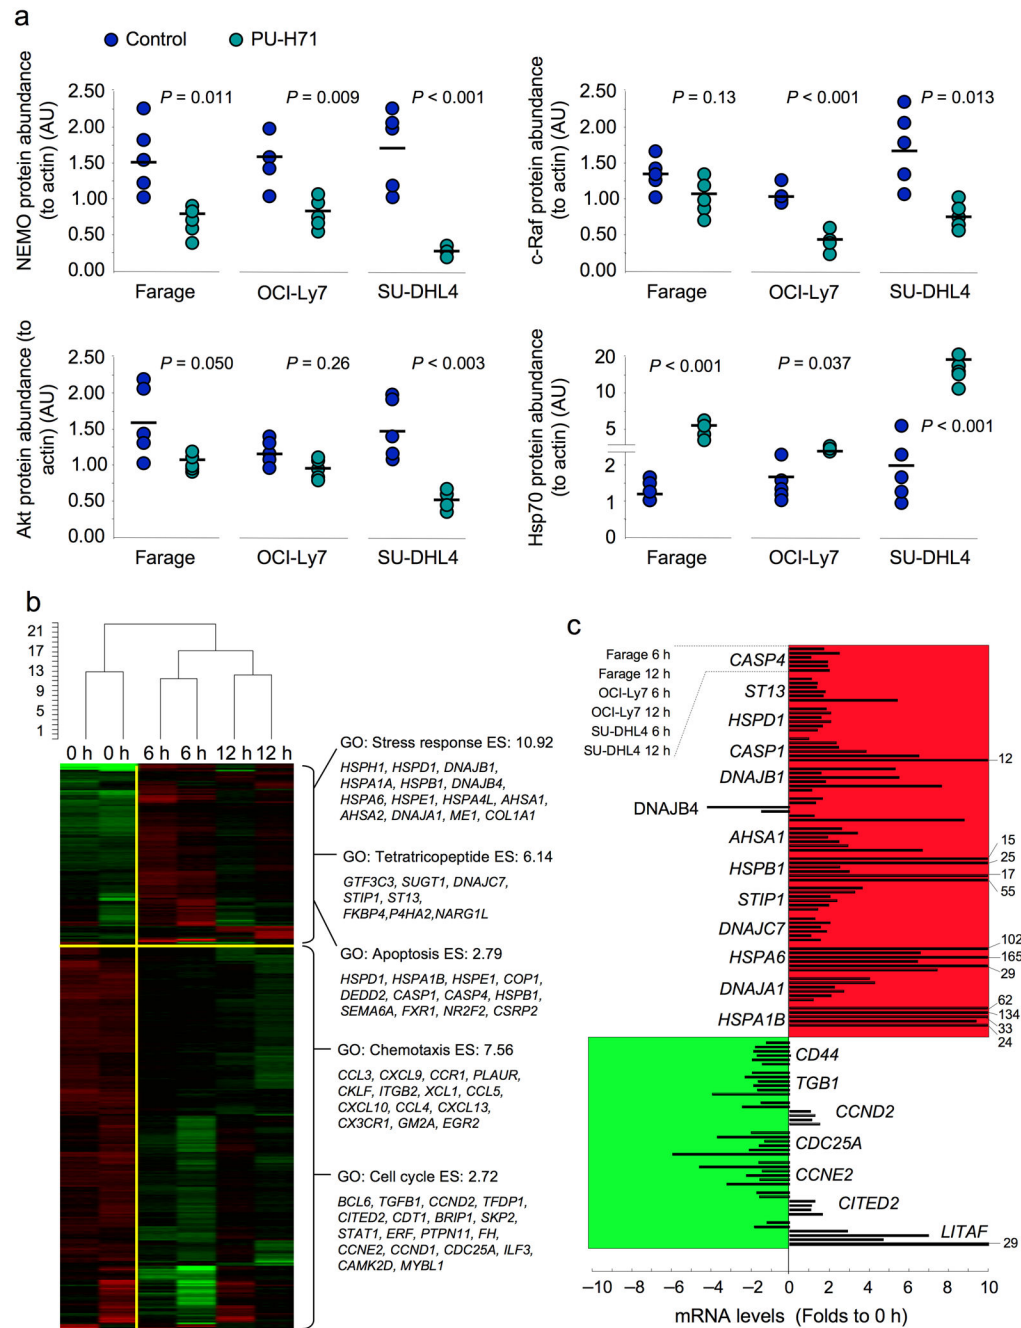 a
Control PU-H71
NEMO protein abundance
(to actin) (AU)
2.50
2.00
1.50
1.00
0.50
0.00
P = 0.011
P = 0.009
P < 0.001
Farage OCI-Ly7 SU-DHL4
c-Raf protein abundance
(to actin) (AU)
2.50
2.00
1.50
1.00
0.50
0.00
P = 0.13
P < 0.001
P = 0.013
Farage OCI-Ly7 SU-DHL4
Akt protein abundance (to
actin) (AU)
2.50
2.00
1.50
1.00
0.50
0.00
P = 0.050
P = 0.26
P < 0.003
Farage OCI-Ly7 SU-DHL4
Hsp70 protein abundance
(to actin) (AU)
20
10
5
2
1
0
P < 0.001
P = 0.037
P < 0.001
Farage OCI-Ly7 SU-DHL4
b
21
17
13
9
5
1
0 h 0 h 6 h 6 h 12 h 12 h
GO: Stress response ES: 10.92
HSPH1, HSPD1, DNAJB1,
HSPA1A, HSPB1, DNAJB4,
HSPA6, HSPE1, HSPA4L, AHSA1,
AHSA2, DNAJA1, ME1, COL1A1
GO: Tetratricopeptide ES: 6.14
GTF3C3, SUGT1, DNAJC7,
STIP1, ST13,
FKBP4,P4HA2,NARG1L
GO: Apoptosis ES: 2.79
HSPD1, HSPA1B, HSPE1, COP1,
DEDD2, CASP1, CASP4, HSPB1,
SEMA6A, FXR1, NR2F2, CSRP2
GO: Chemotaxis ES: 7.56
CCL3, CXCL9, CCR1, PLAUR,
CKLF, ITGB2, XCL1, CCL5,
CXCL10, CCL4, CXCL13,
CX3CR1, GM2A, EGR2
GO: Cell cycle ES: 2.72
BCL6, TGFB1, CCND2, TFDP1,
CITED2, CDT1, BRIP1, SKP2,
STAT1, ERF, PTPN11, FH,
CCNE2, CCND1, CDC25A, ILF3,
CAMK2D, MYBL1
c
Farage 6 h
Farage 12 h
OCI-Ly7 6 h
OCI-Ly7 12 h
SU-DHL4 6 h
SU-DHL4 12 h
CASP4
ST13
HSPD1
CASP1
12
DNAJB1
DNAJB4
AHSA1
15
25
HSPB1
17
55
STIP1
DNAJC7
102
HSPA6
165
29
DNAJA1
62
134
HSPA1B
33
24
CD44
TGB1
CCND2
CDC25A
CCNE2
CITED2
LITAF
29
−10 −8 −6 −4 −2 0 2 4 6 8 10
mRNA levels (Folds to 0 h)